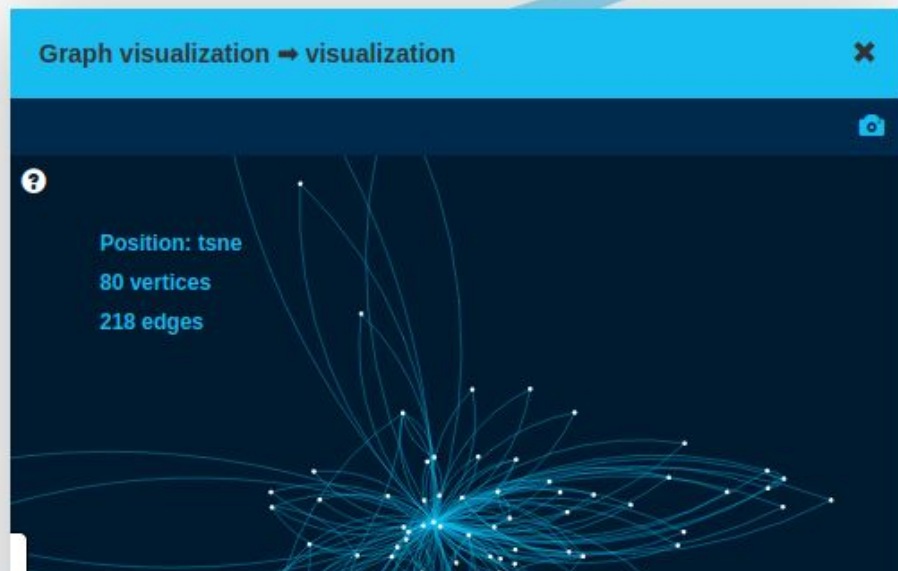 Graph visualization ➡ visualization
?
Position: tsne
80 vertices
218 edges